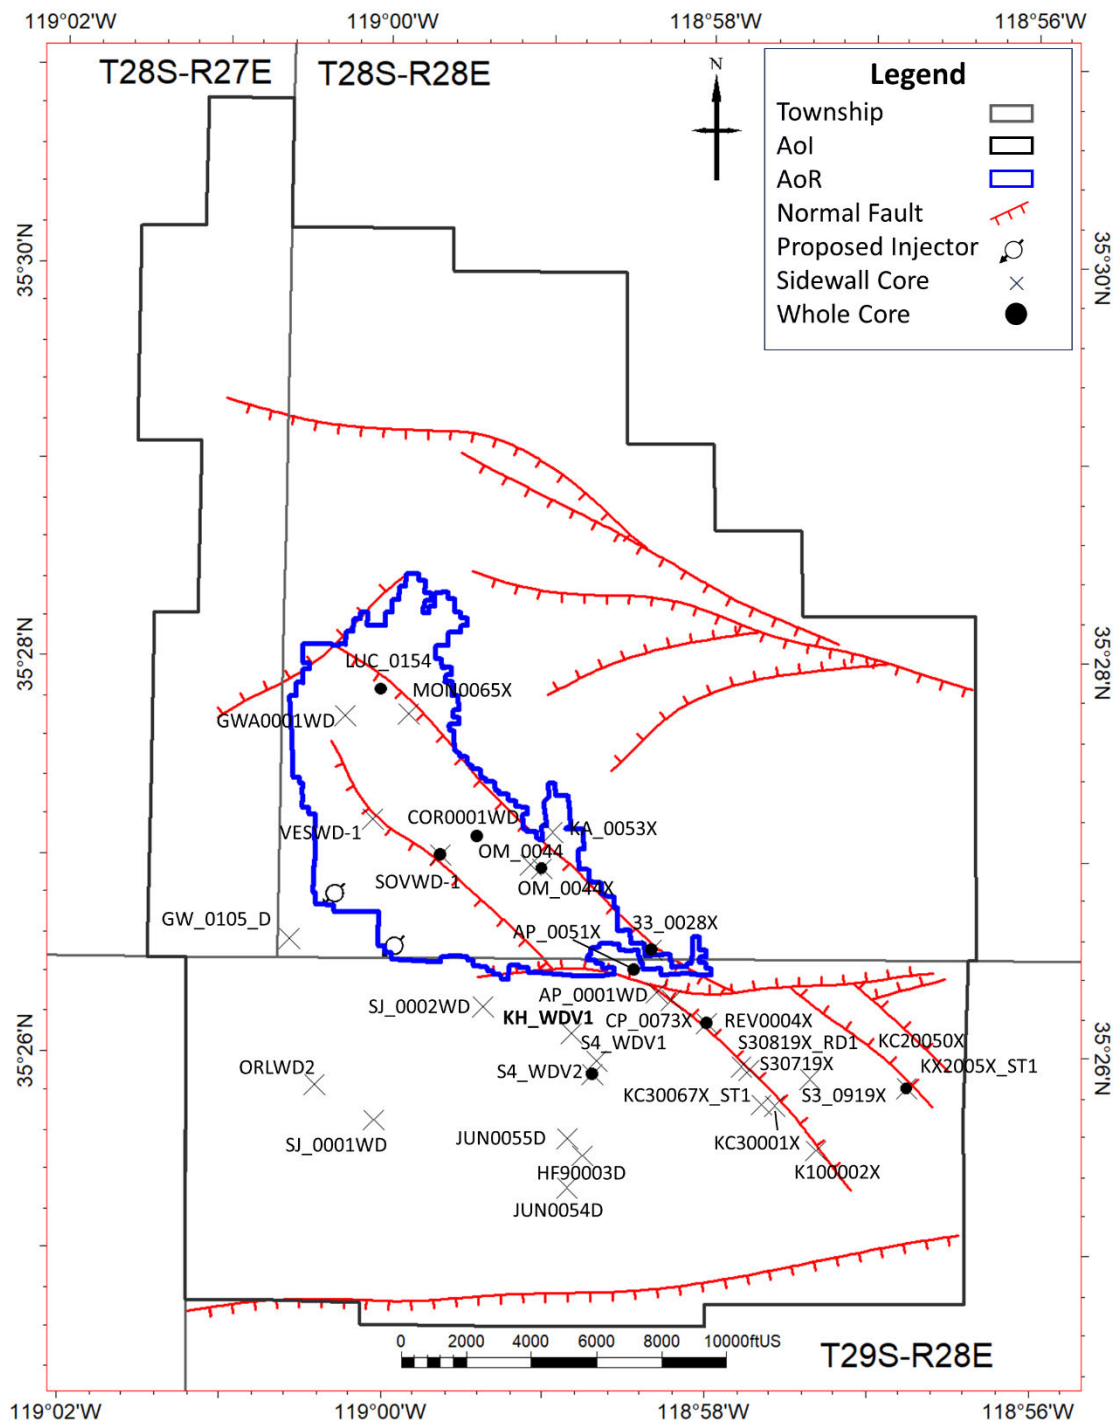 119°02'W 119°00'W 118°58'W 118°56'W
T28S-R27E T28S-R28E
N
Legend
Township
AoI
AoR
Normal Fault
Proposed Injector
Sidewall Core
Whole Core
35°30'N 35°30'N
35°28'N 35°28'N
LUC_0154
MON0065X
GWA0001WD
COR0001WD
VESWD-1
KA_0053X
OM_0044
SOVWD-1
OM_0044X
GW_0105_D
33_0028X
AP_0051X
AP_0001WD
SJ_0002WD
KH_WDV1
CP_0073X
REV0004X
S4_WDV1
S30819X_RD1
KC20050X
35°26'N 35°26'N
ORLWD2
S4_WDV2
S30719X
KX2005X_ST1
KC30067X_ST1
S3_0919X
SJ_0001WD
JUN0055D
KC30001X
HF90003D
K100002X
JUN0054D
0 2000 4000 6000 8000 10000ftUS
T29S-R28E
119°02'W 119°00'W 118°58'W 118°56'W